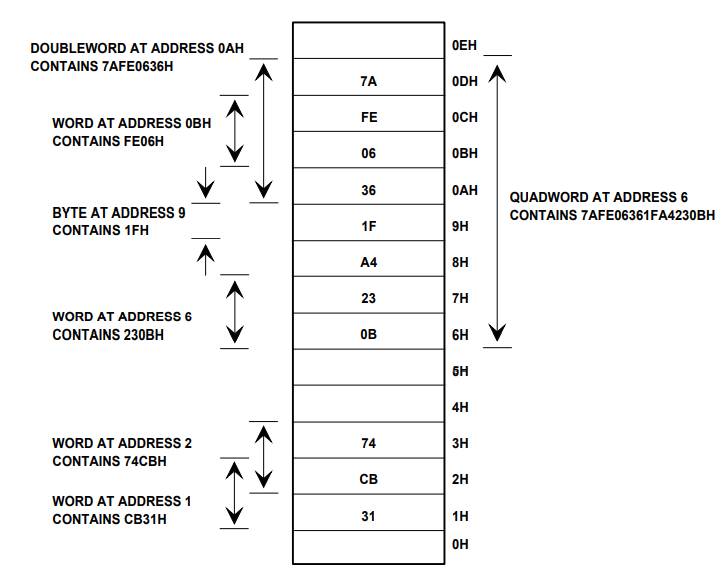 DOUBLEWORD AT ADDRESS 0AH
CONTAINS 7AFE0636H
WORD AT ADDRESS 0BH
CONTAINS FE06H
BYTE AT ADDRESS 9
CONTAINS 1FH
WORD AT ADDRESS 6
CONTAINS 230BH
WORD AT ADDRESS 2
CONTAINS 74CBH
WORD AT ADDRESS 1
CONTAINS CB31H
0EH
7A 0DH
FE 0CH
06 0BH
36 0AH
1F 9H
A4 8H
23 7H
0B 6H
5H
4H
74 3H
CB 2H
31 1H
0H
QUADWORD AT ADDRESS 6
CONTAINS 7AFE06361FA4230BH